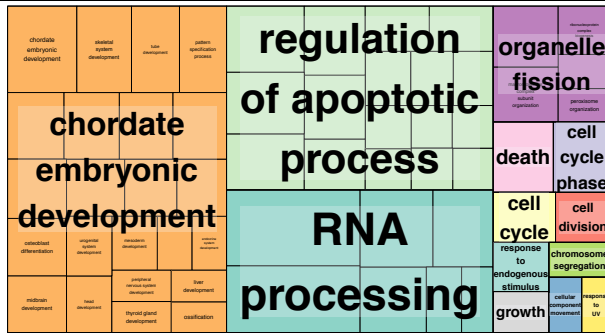 chordate
embryonic
development
skeletal
system
development
tube
development
pattern
specification
process
chordate
embryonic
development
osteoblast
differentiation
urogenital
system
development
mesoderm
development
midbrain
development
head
development
peripheral
nervous system
development
liver
development
thyroid gland
development
ossification
regulation
of apoptotic
process
RNA
processing
organelle
fission
subunit
organization
peroxisome
organization
death
cell
cycle
phase
cell
cycle
cell
division
response
to
endogenous
stimulus
chromosome
segregation
growth
cellular
component
movement
response
to
UV